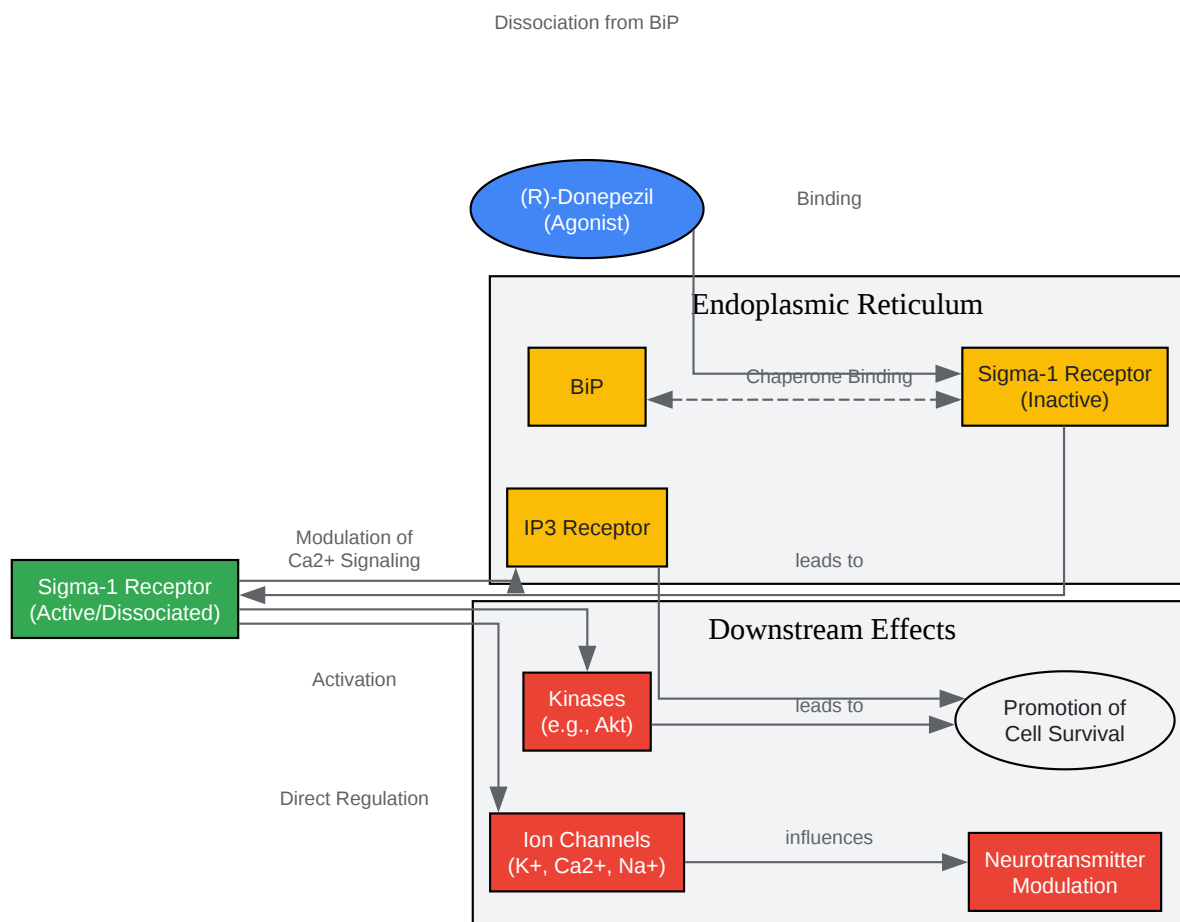 Dissociation from BiP
(R)-Donepezil
(Agonist)
Binding
Endoplasmic Reticulum
BiP
Chaperone Binding
Sigma-1 Receptor
(Inactive)
IP3 Receptor
Modulation of
Ca2+ Signaling
leads to
Sigma-1 Receptor
(Active/Dissociated)
Downstream Effects
Activation
Kinases
(e.g., Akt)
leads to
Promotion of
Cell Survival
Direct Regulation
Ion Channels
(K+, Ca2+, Na+)
influences
Neurotransmitter
Modulation